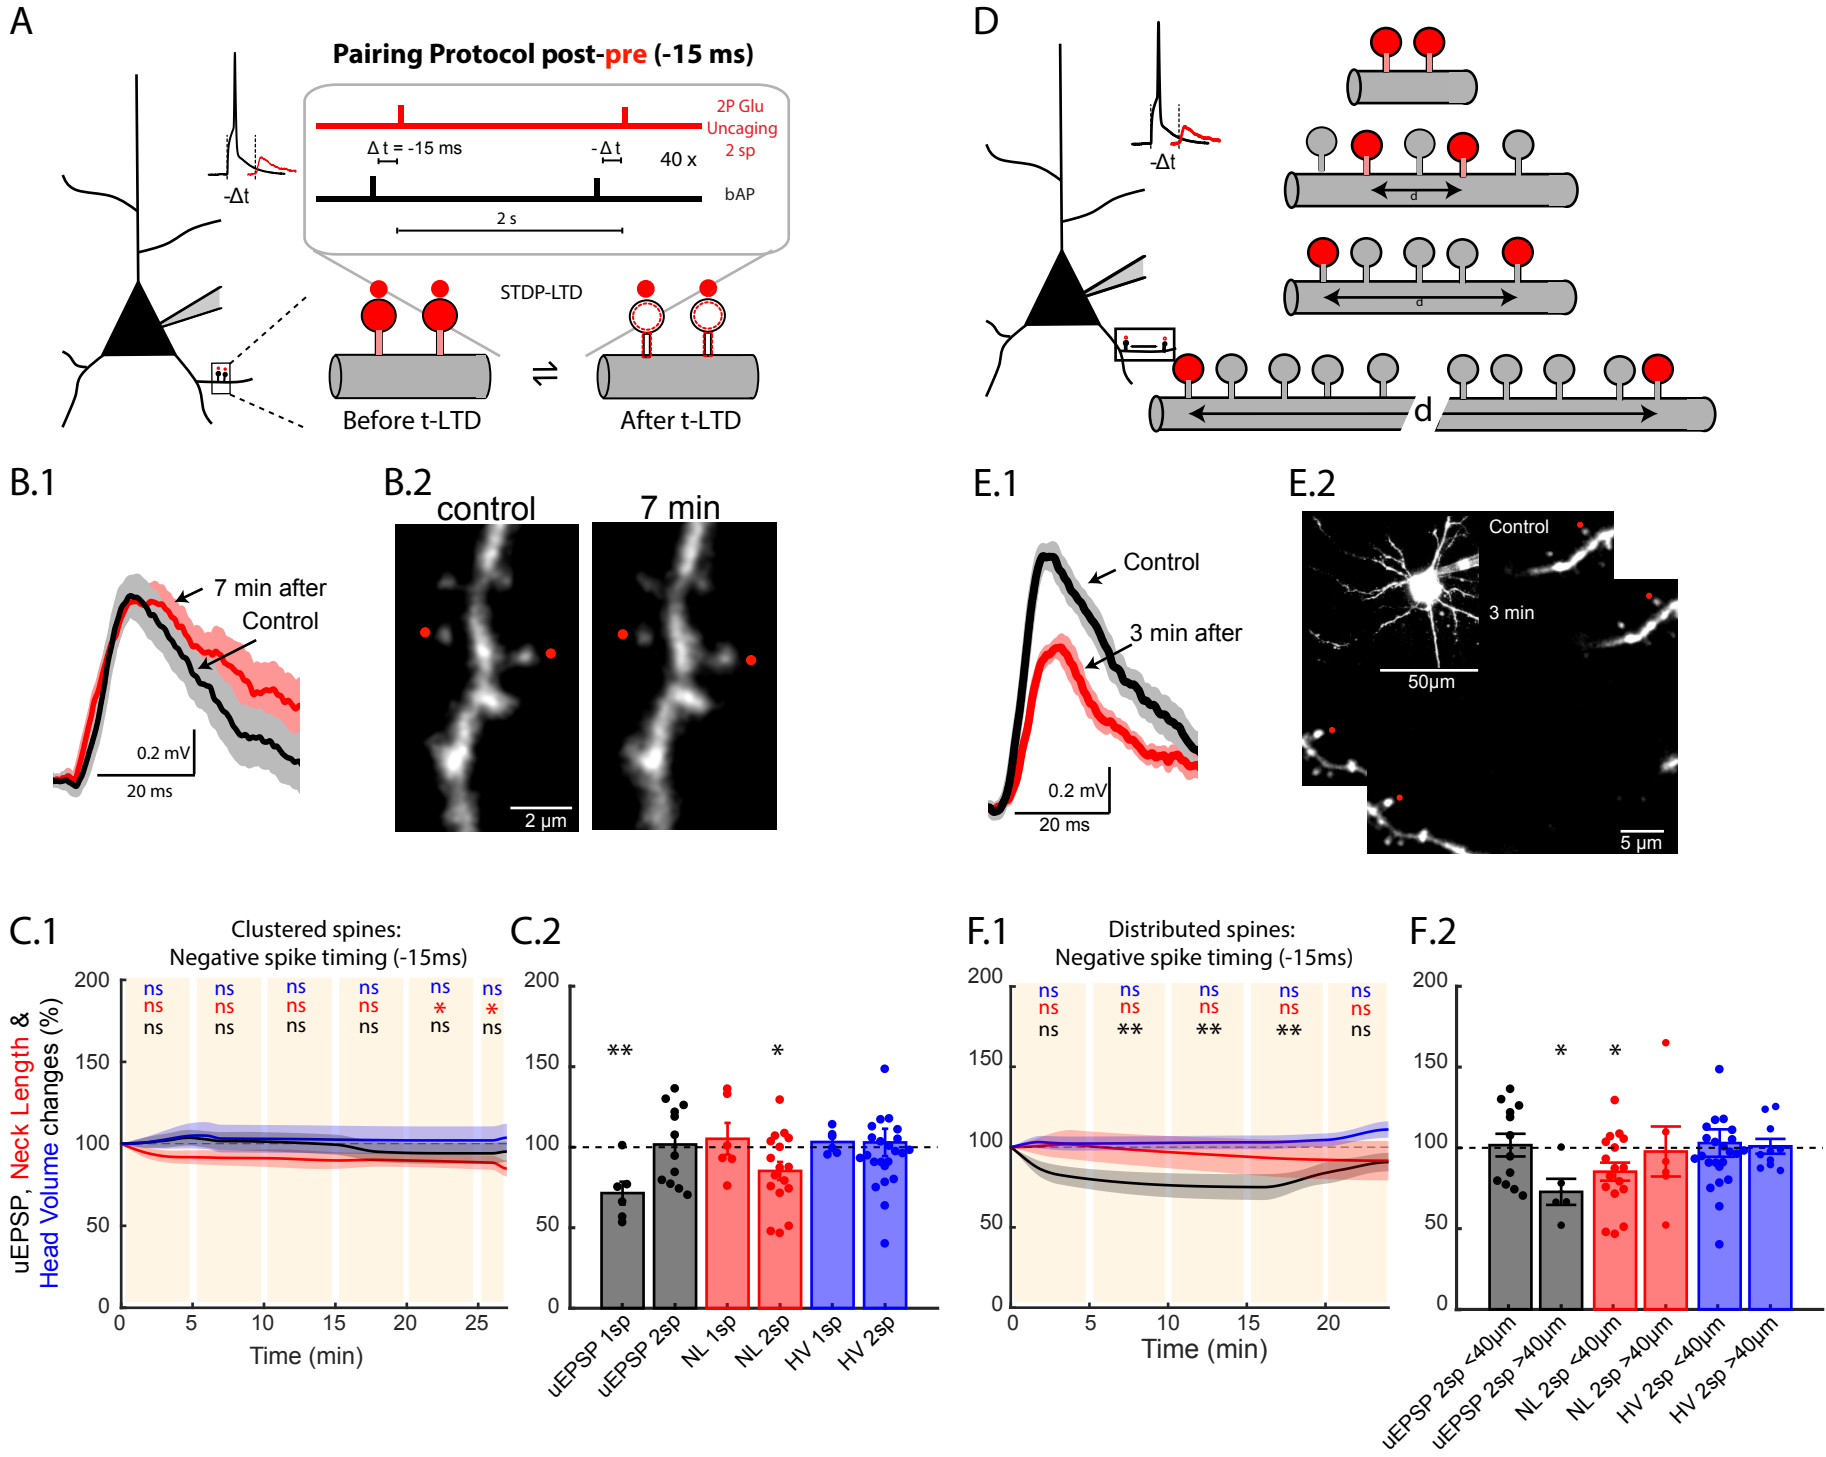 A
Pairing Protocol post-pre (-15 ms)
2P Glu
Uncaging
2 sp
Δ t = -15 ms
- Δ t
40 x
bAP
2 s
-Δt
STDP-LTD
⇌
Before t-LTD
After t-LTD
B.1
7 min after
Control
0.2 mV
20 ms
B.2
control
7 min
2 µm
C.1
Clustered spines:
Negative spike timing (-15ms)
uEPSP, Neck Length &
Head Volume changes (%)
200
150
100
50
0
ns ns ns ns ns ns
ns ns ns ns * *
ns ns ns ns ns ns
0 5 10 15 20 25
Time (min)
C.2
200
150
100
50
0
** *
uEPSP 1sp
uEPSP 2sp
NL 1sp
NL 2sp
HV 1sp
HV 2sp
D
-Δt
d
d
d
E.1
Control
3 min after
0.2 mV
20 ms
E.2
Control
3 min
50µm
5 µm
F.1
Distributed spines:
Negative spike timing (-15ms)
200
150
100
50
0
ns ns ns ns ns
ns ns ns ns ns
ns ** ** ** ns
0 5 10 15 20
Time (min)
F.2
200
150
100
50
0
* *
uEPSP 2sp <40µm
uEPSP 2sp >40µm
NL 2sp <40µm
NL 2sp >40µm
HV 2sp <40µm
HV 2sp >40µm